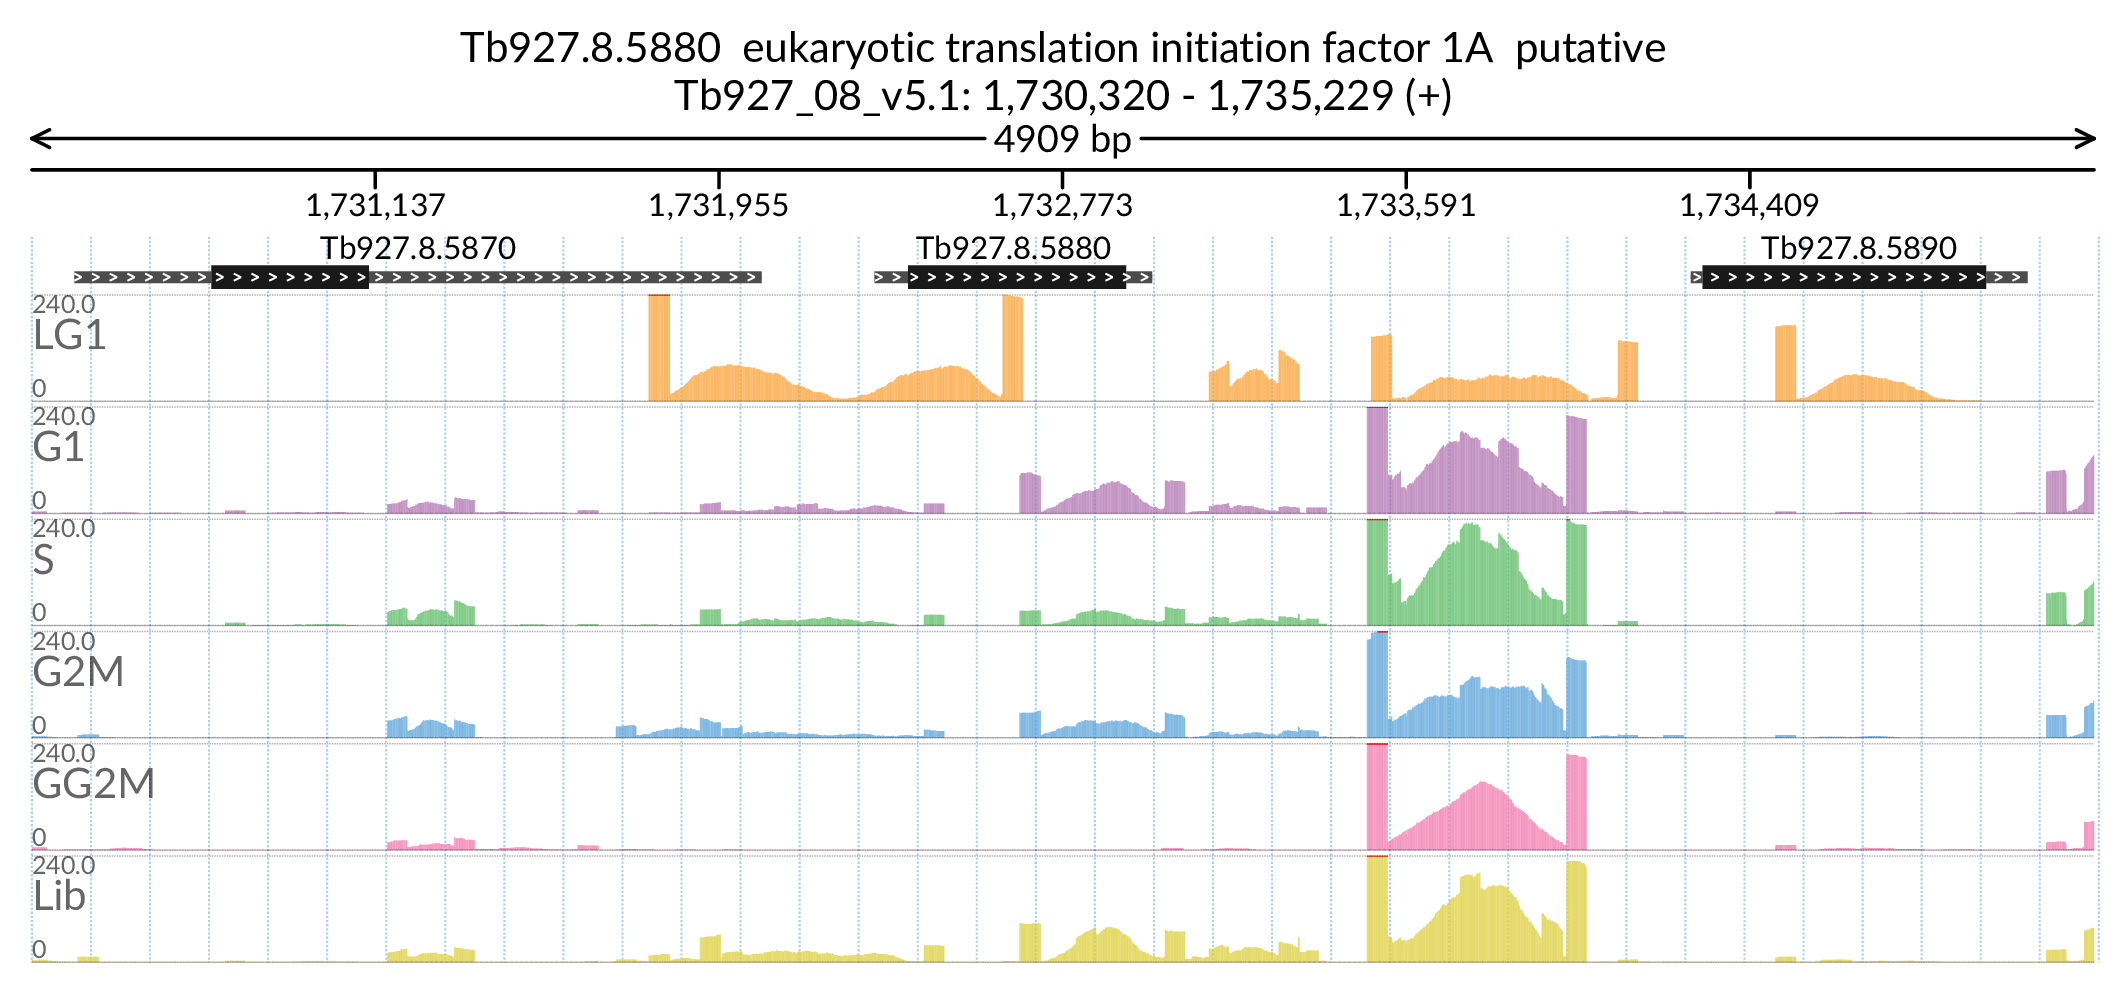 Tb927.8.5880  eukaryotic translation initiation factor 1A  putative
Tb927_08_v5.1: 1,730,320 - 1,735,229 (+)
4909 bp
1,731,137 1,731,955 1,732,773 1,733,591 1,734,409
Tb927.8.5870 Tb927.8.5880 Tb927.8.5890
240.0
LG1
0
240.0
G1
0
240.0
S
0
240.0
G2M
0
240.0
GG2M
0
240.0
Lib
0